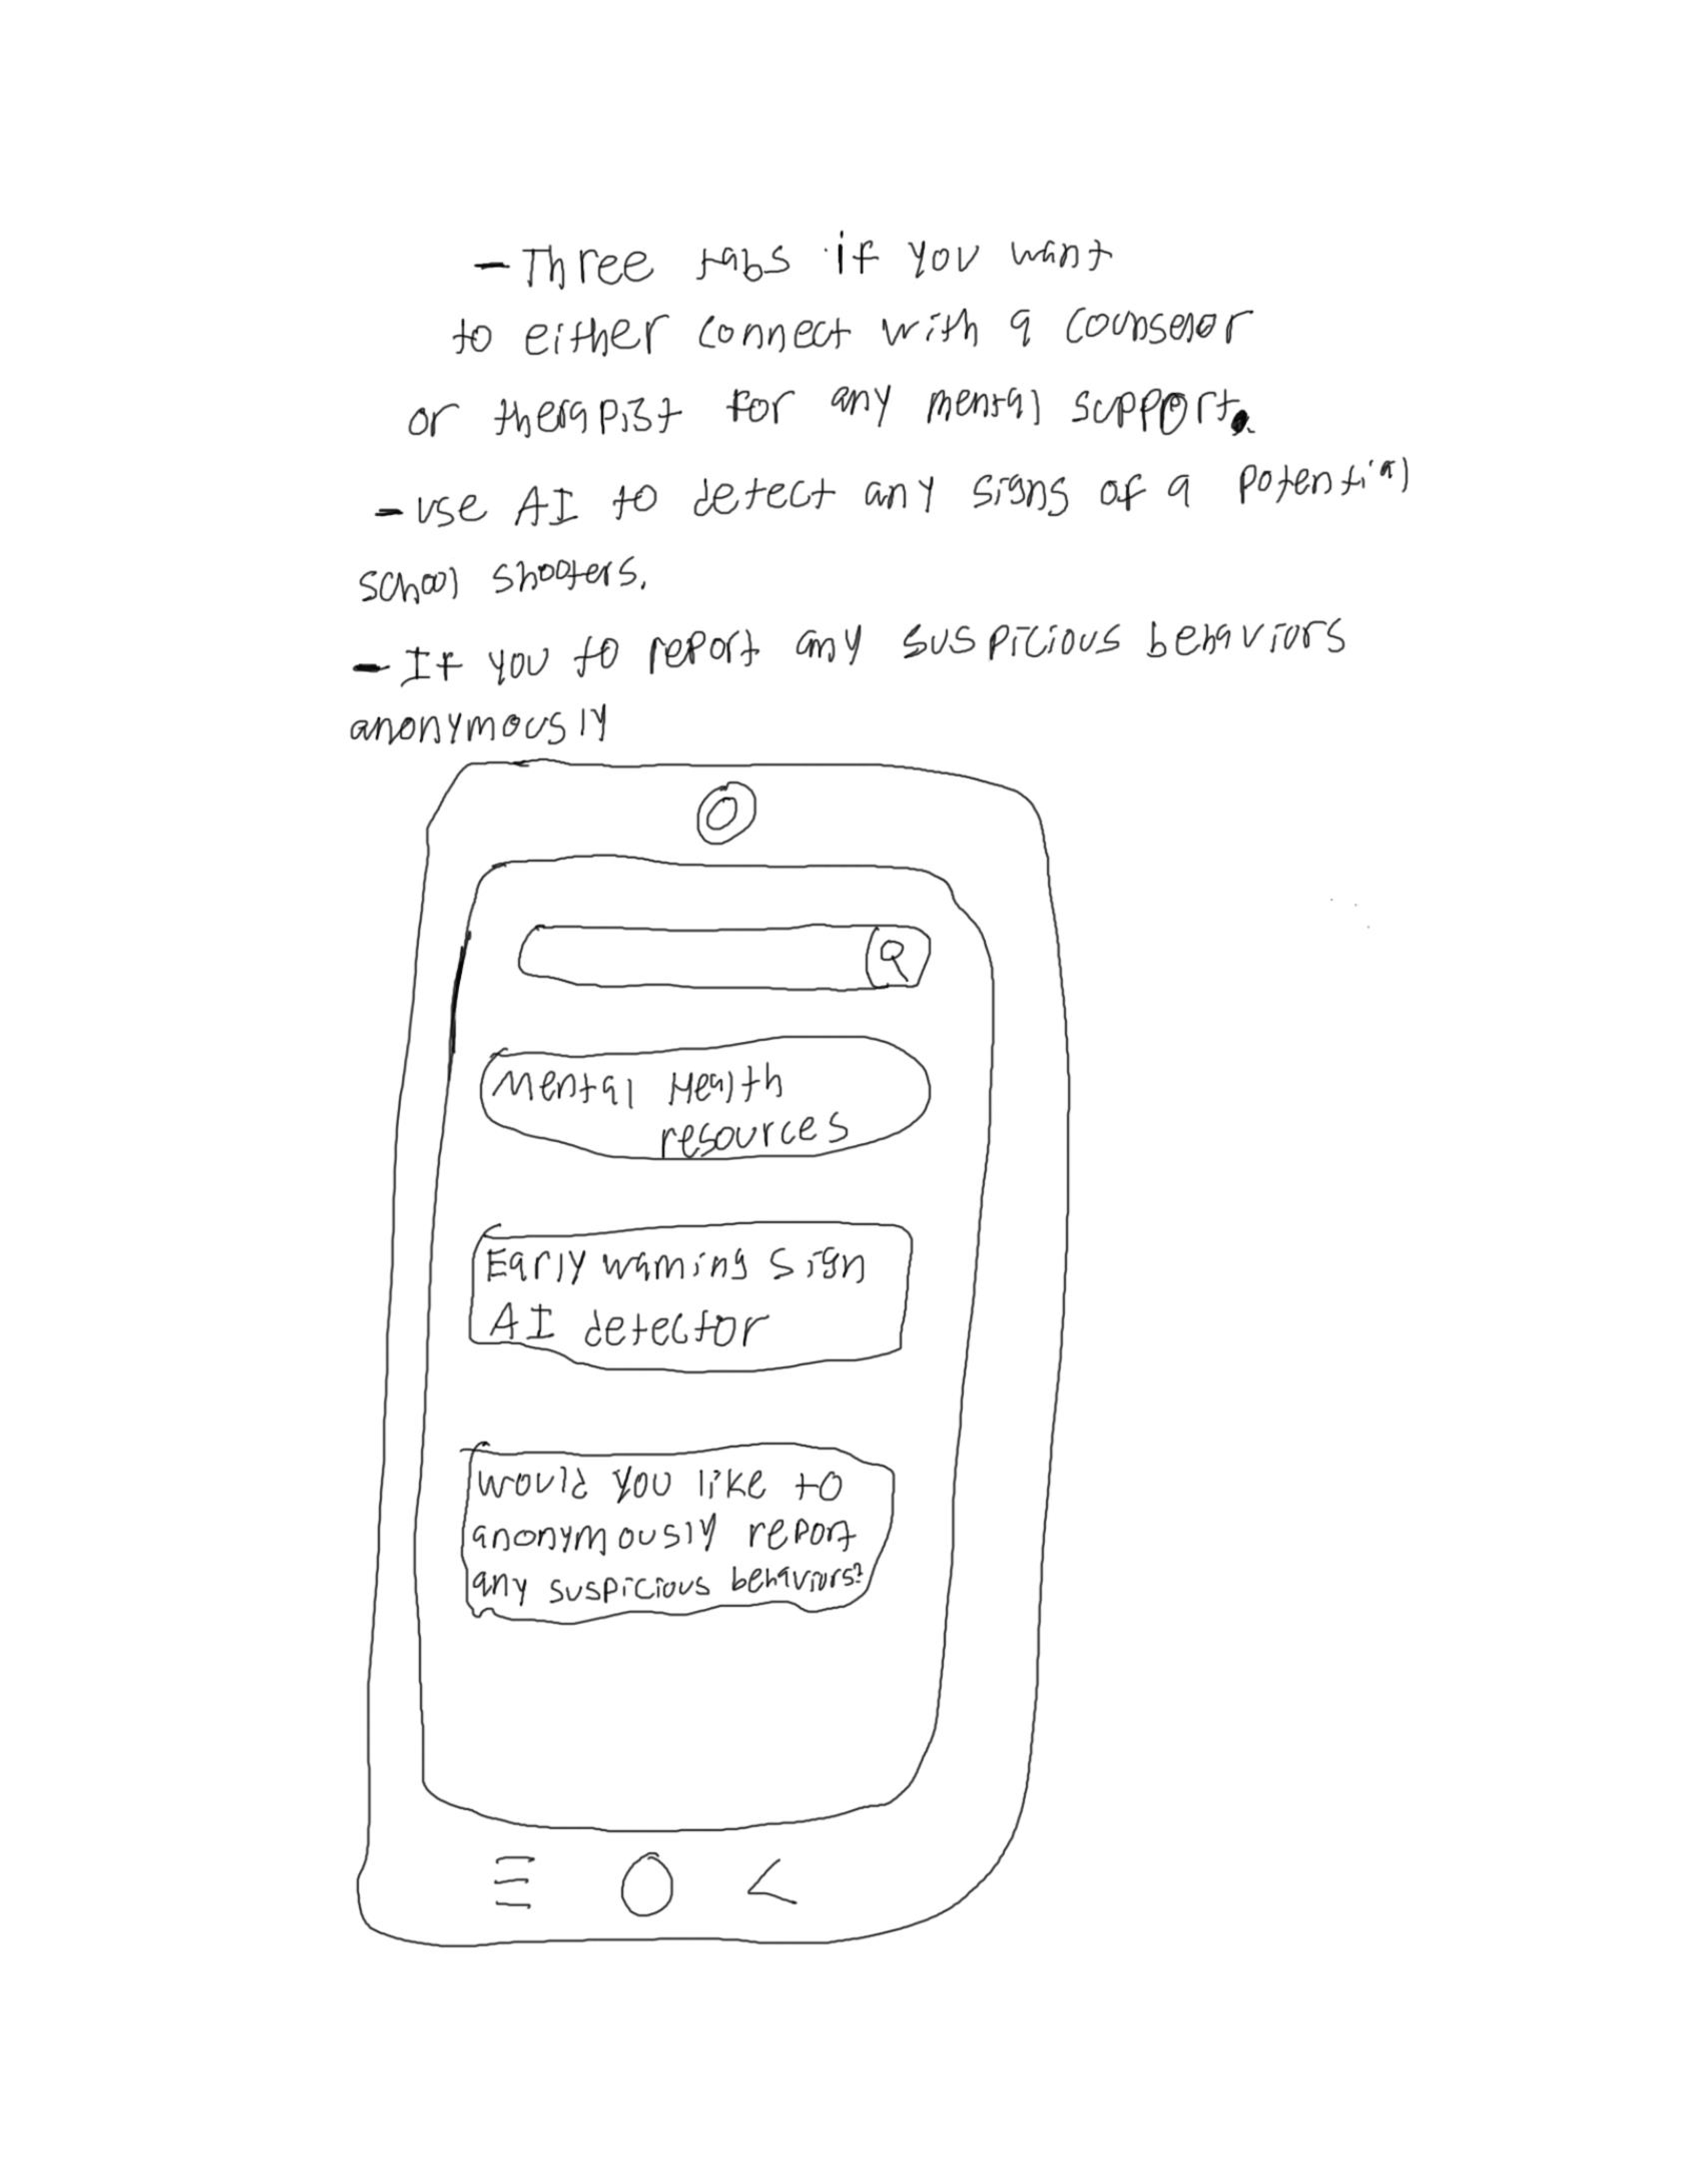 - Three tabs if you want
to either connect with a counselor
or therapist for any mental support.
- use AI to detect any signs of a potential
school shooters.
- If you to report any suspicious behaviors
anonymously
Mental Health
resources
Early warning sign
AI detector
would you like to
anonymously report
any suspicious behaviors?